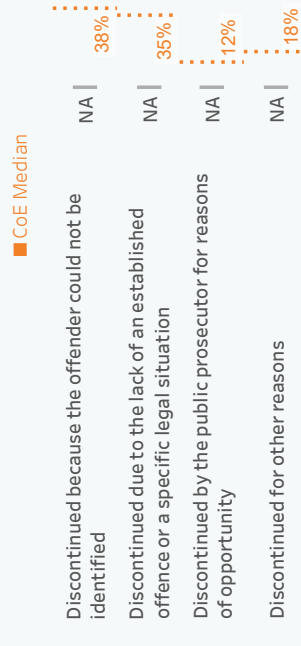 CoE Median
Discontinued because the offender could not be
identified
NA
38%
Discontinued due to the lack of an established
offence or a specific legal situation
NA
35%
Discontinued by the public prosecutor for reasons
of opportunity
NA
12%
Discontinued for other reasons
NA
18%